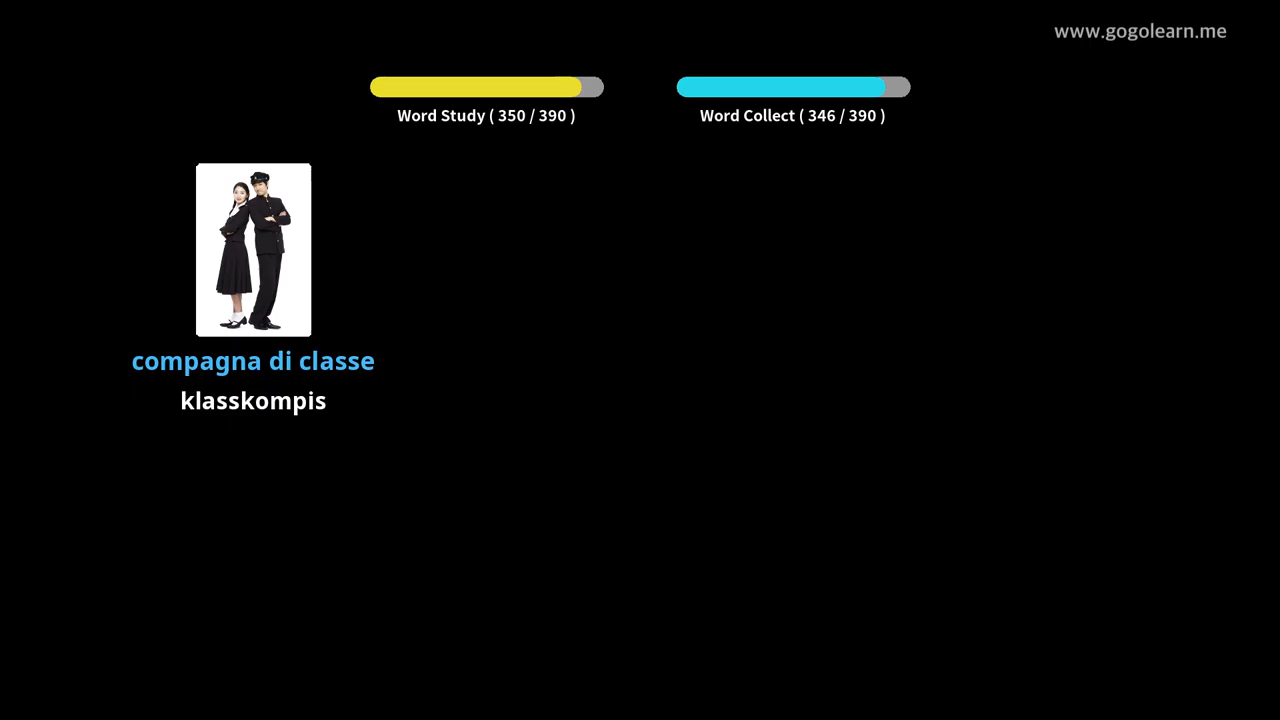 www.gogolearn.me
Word Study ( 350 / 390 )
Word Collect ( 346 / 390 )
compagna di classe
klasskompis